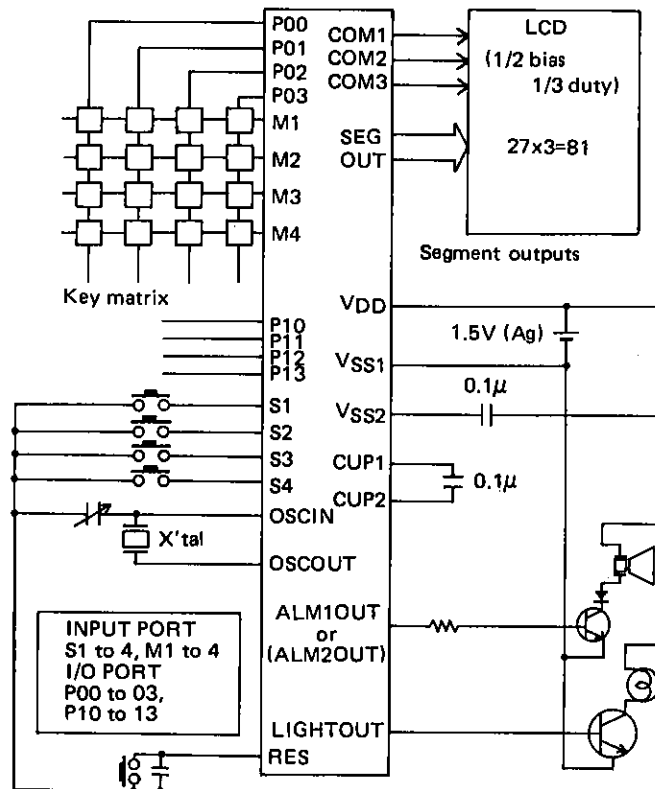 P00
P01
P02
P03
M1
M2
M3
M4
Key matrix
P10
P11
P12
P13
S1
S2
S3
S4
OSCIN
X'tal
OSCOUT
INPUT PORT
S1 to 4, M1 to 4
I/O PORT
P00 to 03,
P10 to 13
RES
COM1
COM2
COM3
SEG
OUT
LCD
(1/2 bias
1/3 duty)
27x3=81
Segment outputs
VDD
1.5V (Ag)
VSS1
0.1μ
VSS2
CUP1
0.1μ
CUP2
ALM1OUT
or
(ALM2OUT)
LIGHTOUT